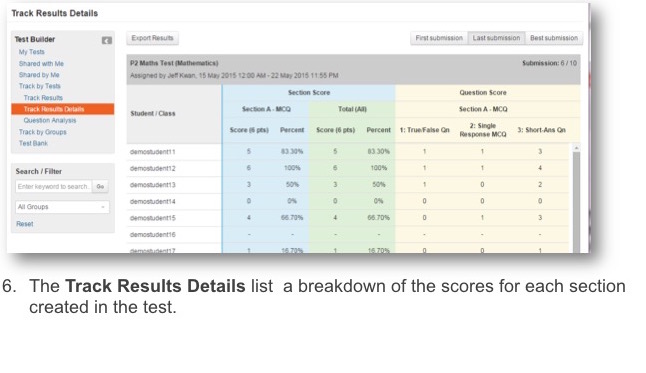 Track Results Details
Test Builder
My Tests
Shared with Me
Shared by Me
Track by Tests
Track Results
Track Results Details
Question Analysis
Track by Groups
Test Bank
Search / Filter
Enter keyword to search
Go
All Groups
Reset
Export Results
First submission Last submission Best submission
P2 Maths Test (Mathematics) Submission: 6 / 10
Assigned by Jeff Kwan, 15 May 2015 12:00 AM - 22 May 2015 11:55 PM
Student / Class Section Score Question Score
Section A - MCQ Total (All) Section A - MCQ
Score (6 pts) Percent Score (6 pts) Percent 1: True/False Qn 2: Single Response MCQ 3: Short-Ans Qn
demostudent11 5 83.30% 5 83.30% 1 1 3
demostudent12 6 100% 6 100% 1 1 4
demostudent13 3 50% 3 50% 1 0 2
demostudent14 0 0% 0 0% 0 0 0
demostudent15 4 66.70% 4 66.70% 0 1 3
demostudent16 - - - - - - -
demostudent17 1 16.70% 1 16.70% 0 0 1
6. The Track Results Details list a breakdown of the scores for each section
created in the test.